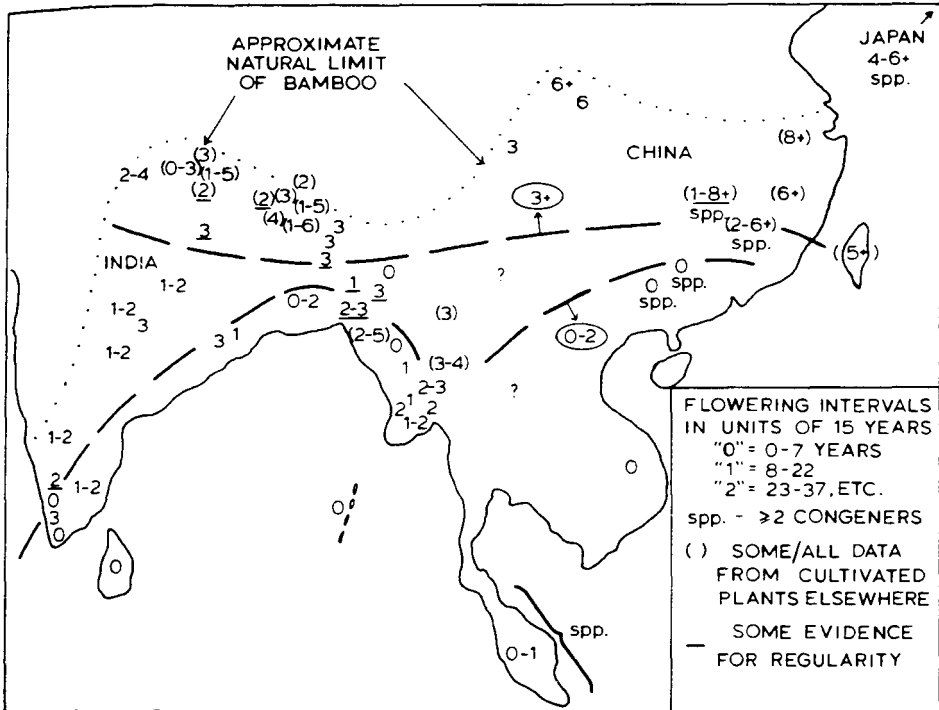 APPROXIMATE
NATURAL LIMIT
OF BAMBOO
JAPAN
4-6+
spp.
6+
6
3
CHINA
(8+)
(3)
2-4
(0-3)
(1-5)
(2)
(2)
(2)
(3)
(1-5)
(4)
(1-6)
3
3
3
3
3+
(1-8+)
spp.
(6+)
(2-6+)
spp.
(5+)
INDIA
1-2
1-2
3
1-2
0-2
3
1
0
1
3
2-3
(2-5)
0
1
?
(3)
(3-4)
0
spp.
0
spp.
0-2
2-3
1
2
2
1-2
?
1-2
2
1-2
0
3
0
0
0
0
0-1
spp.
FLOWERING INTERVALS
IN UNITS OF 15 YEARS
"0" = 0-7 YEARS
"1" = 8-22
"2" = 23-37, ETC.
spp. - ≥2 CONGENERS
( ) SOME/ALL DATA
FROM CULTIVATED
PLANTS ELSEWHERE
— SOME EVIDENCE
FOR REGULARITY